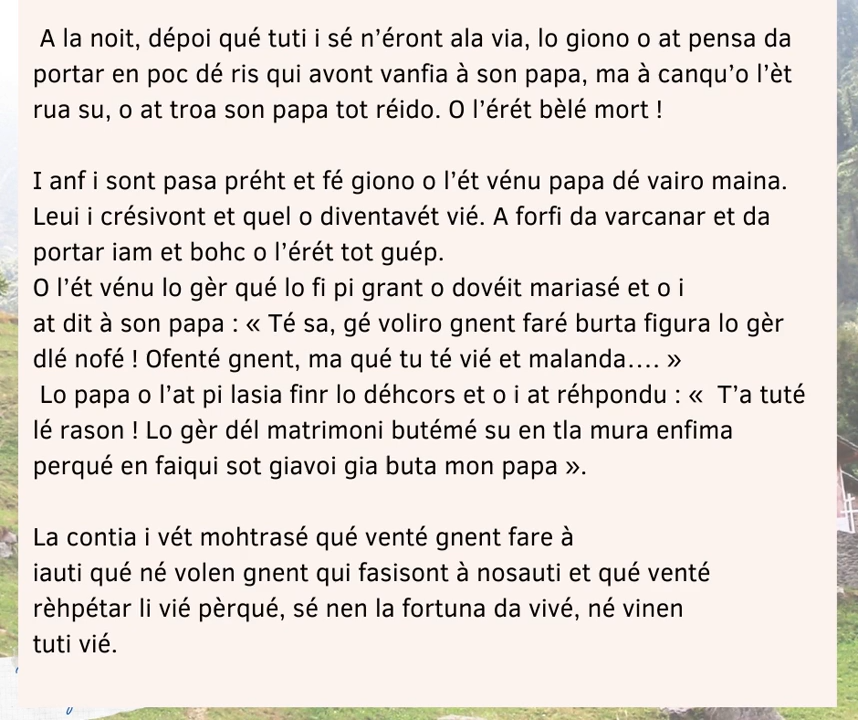 A la noit, dépoi qué tuti i sé n’éront ala via, lo giono o at pensa da
portar en poc dé ris qui avont vanfia à son papa, ma à canqu’o l’èt
rua su, o at troa son papa tot réido. O l’érét bèlé mort !
I anf i sont pasa préht et fé giono o l’ét vénu papa dé vairo maina.
Leui i crésivont et quel o diventavét vié. A forfi da varcanar et da
portar iam et bohc o l’érét tot guép.
O l’ét vénu lo gèr qué lo fi pi grant o dovéit mariasé et o i
at dit à son papa : « Té sa, gé voliro gnent faré burta figura lo gèr
dlé nofé ! Ofenté gnent, ma qué tu té vié et malanda.... »
Lo papa o l’at pi lasia finr lo déhcors et o i at réhpondu : « T’a tuté
lé rason ! Lo gèr dél matrimoni butémé su en tla mura enfima
perqué en faiqui sot giavoi gia buta mon papa ».
La contia i vét mohtrasé qué venté gnent fare à
iauti qué né volen gnent qui fasisont à nosauti et qué venté
rèhpétar li vié pèrqué, sé nen la fortuna da vivé, né vinen
tuti vié.